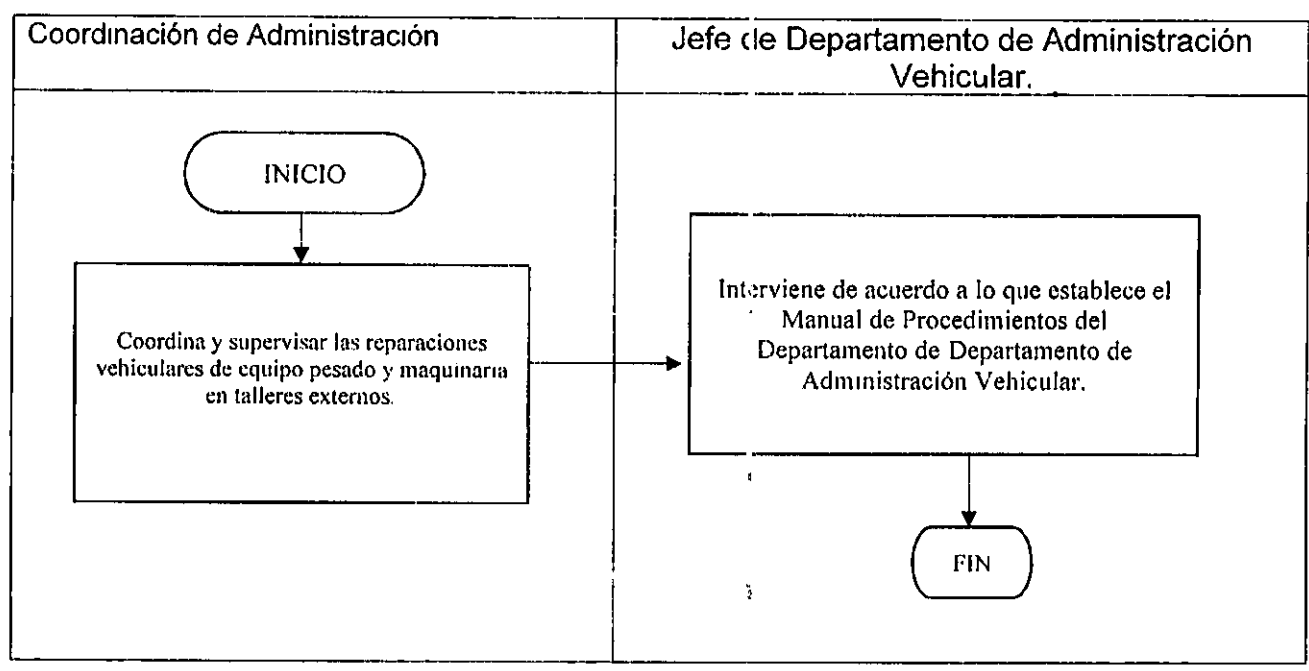 Coordinación de Administración
Jefe de Departamento de Administración
Vehicular.
INICIO
Coordina y supervisar las reparaciones
vehiculares de equipo pesado y maquinaria
en talleres externos.
Interviene de acuerdo a lo que establece el
Manual de Procedimientos del
Departamento de Departamento de
Administración Vehicular.
FIN